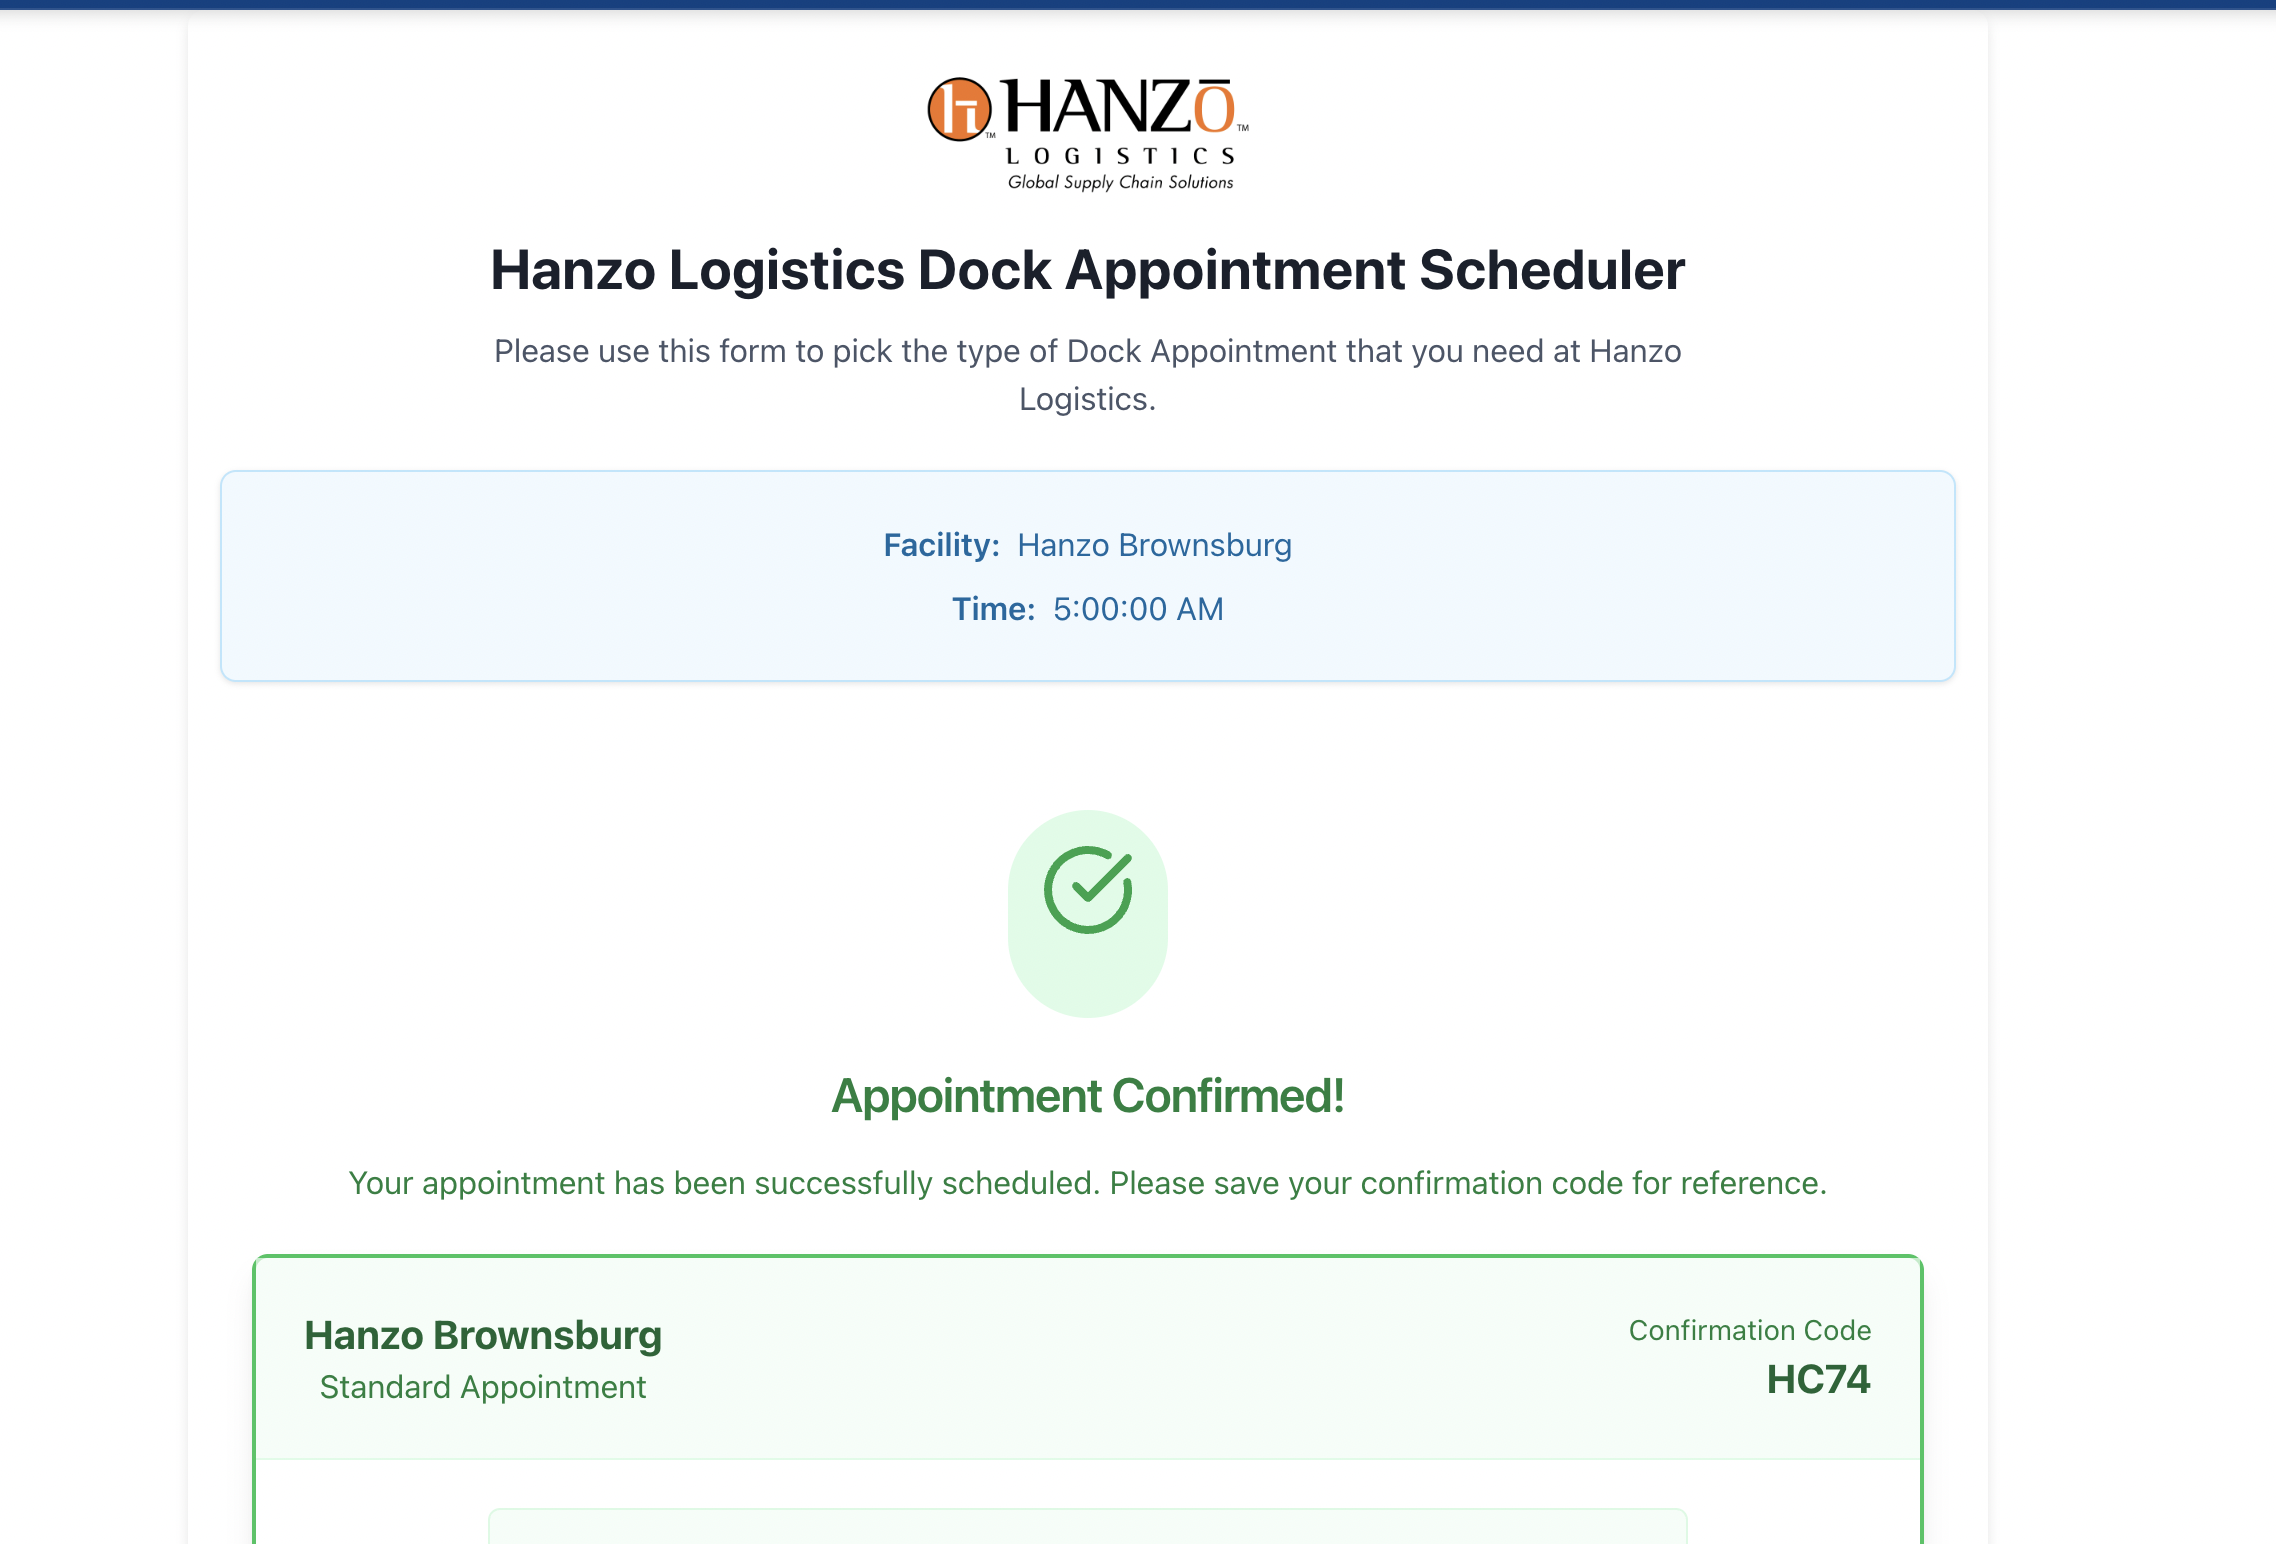 h TM HANZŌ TM
LOGISTICS
Global Supply Chain Solutions
Hanzo Logistics Dock Appointment Scheduler
Please use this form to pick the type of Dock Appointment that you need at Hanzo
Logistics.
Facility: Hanzo Brownsburg
Time: 5:00:00 AM
Appointment Confirmed!
Your appointment has been successfully scheduled. Please save your confirmation code for reference.
Hanzo Brownsburg
Standard Appointment
Confirmation Code
HC74